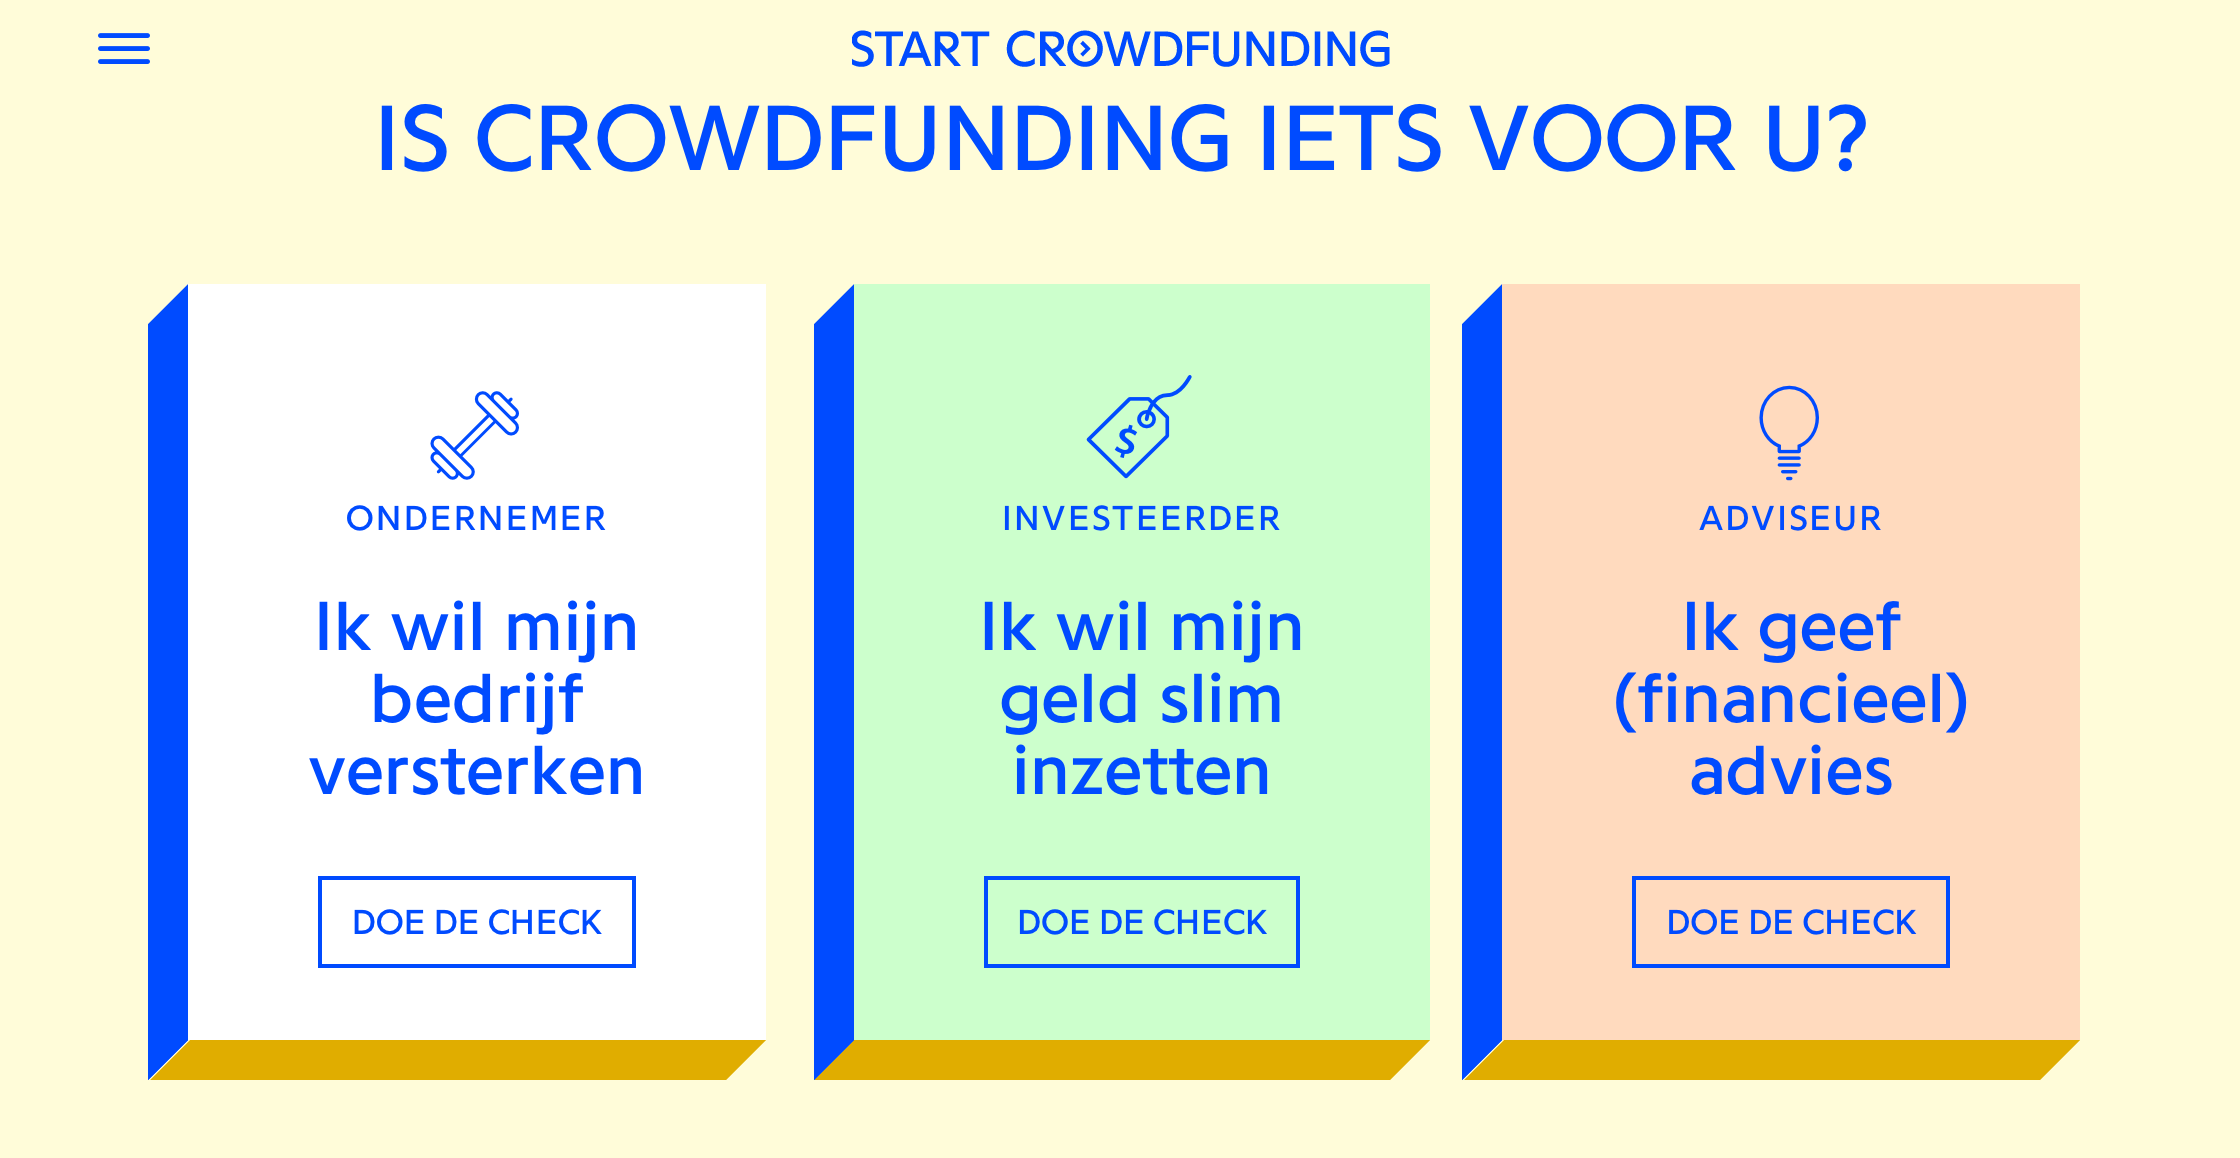 START CROWDFUNDING
IS CROWDFUNDING IETS VOOR U?
ONDERNEMER
Ik wil mijn
bedrijf
versterken
DOE DE CHECK
$
INVESTEERDER
Ik wil mijn
geld slim
inzetten
DOE DE CHECK
ADVISEUR
Ik geef
(financieel)
advies
DOE DE CHECK